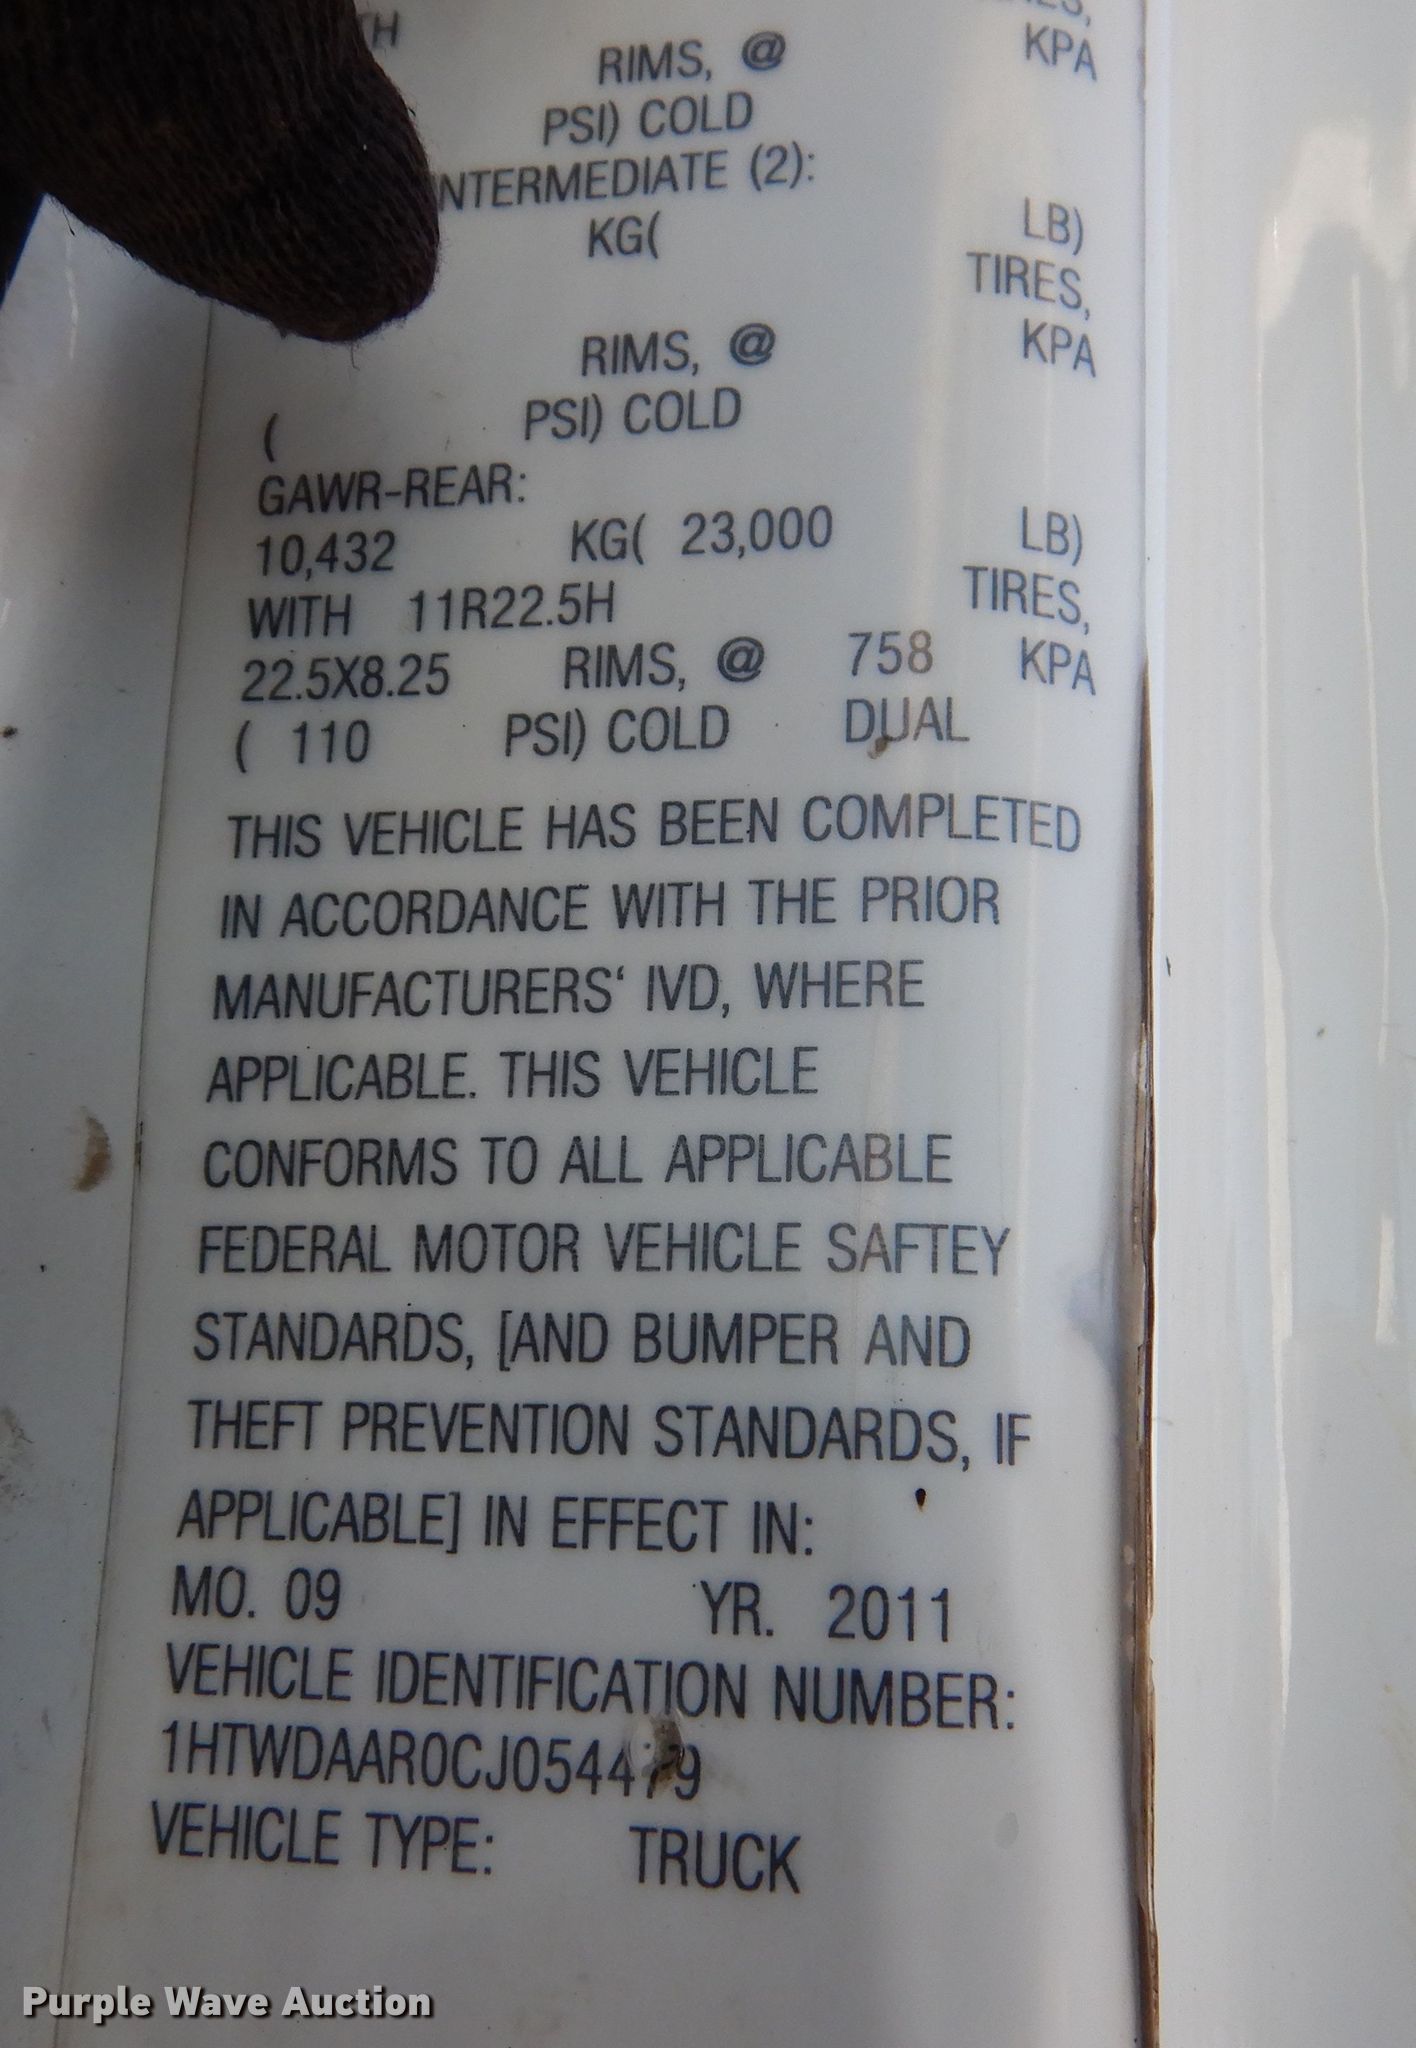 RIMS, @ KPA
PSI) COLD
INTERMEDIATE (2):
KG( LB)
TIRES,
RIMS, @ KPA
( PSI) COLD
GAWR-REAR:
10,432 KG( 23,000 LB)
WITH 11R22.5H TIRES,
22.5X8.25 RIMS, @ 758 KPA
( 110 PSI) COLD DUAL
THIS VEHICLE HAS BEEN COMPLETED
IN ACCORDANCE WITH THE PRIOR
MANUFACTURERS' IVD, WHERE
APPLICABLE. THIS VEHICLE
CONFORMS TO ALL APPLICABLE
FEDERAL MOTOR VEHICLE SAFTEY
STANDARDS, [AND BUMPER AND
THEFT PREVENTION STANDARDS, IF
APPLICABLE] IN EFFECT IN:
MO. 09 YR. 2011
VEHICLE IDENTIFICATION NUMBER:
1HTWDAAR0CJ054479
VEHICLE TYPE: TRUCK
Purple Wave Auction